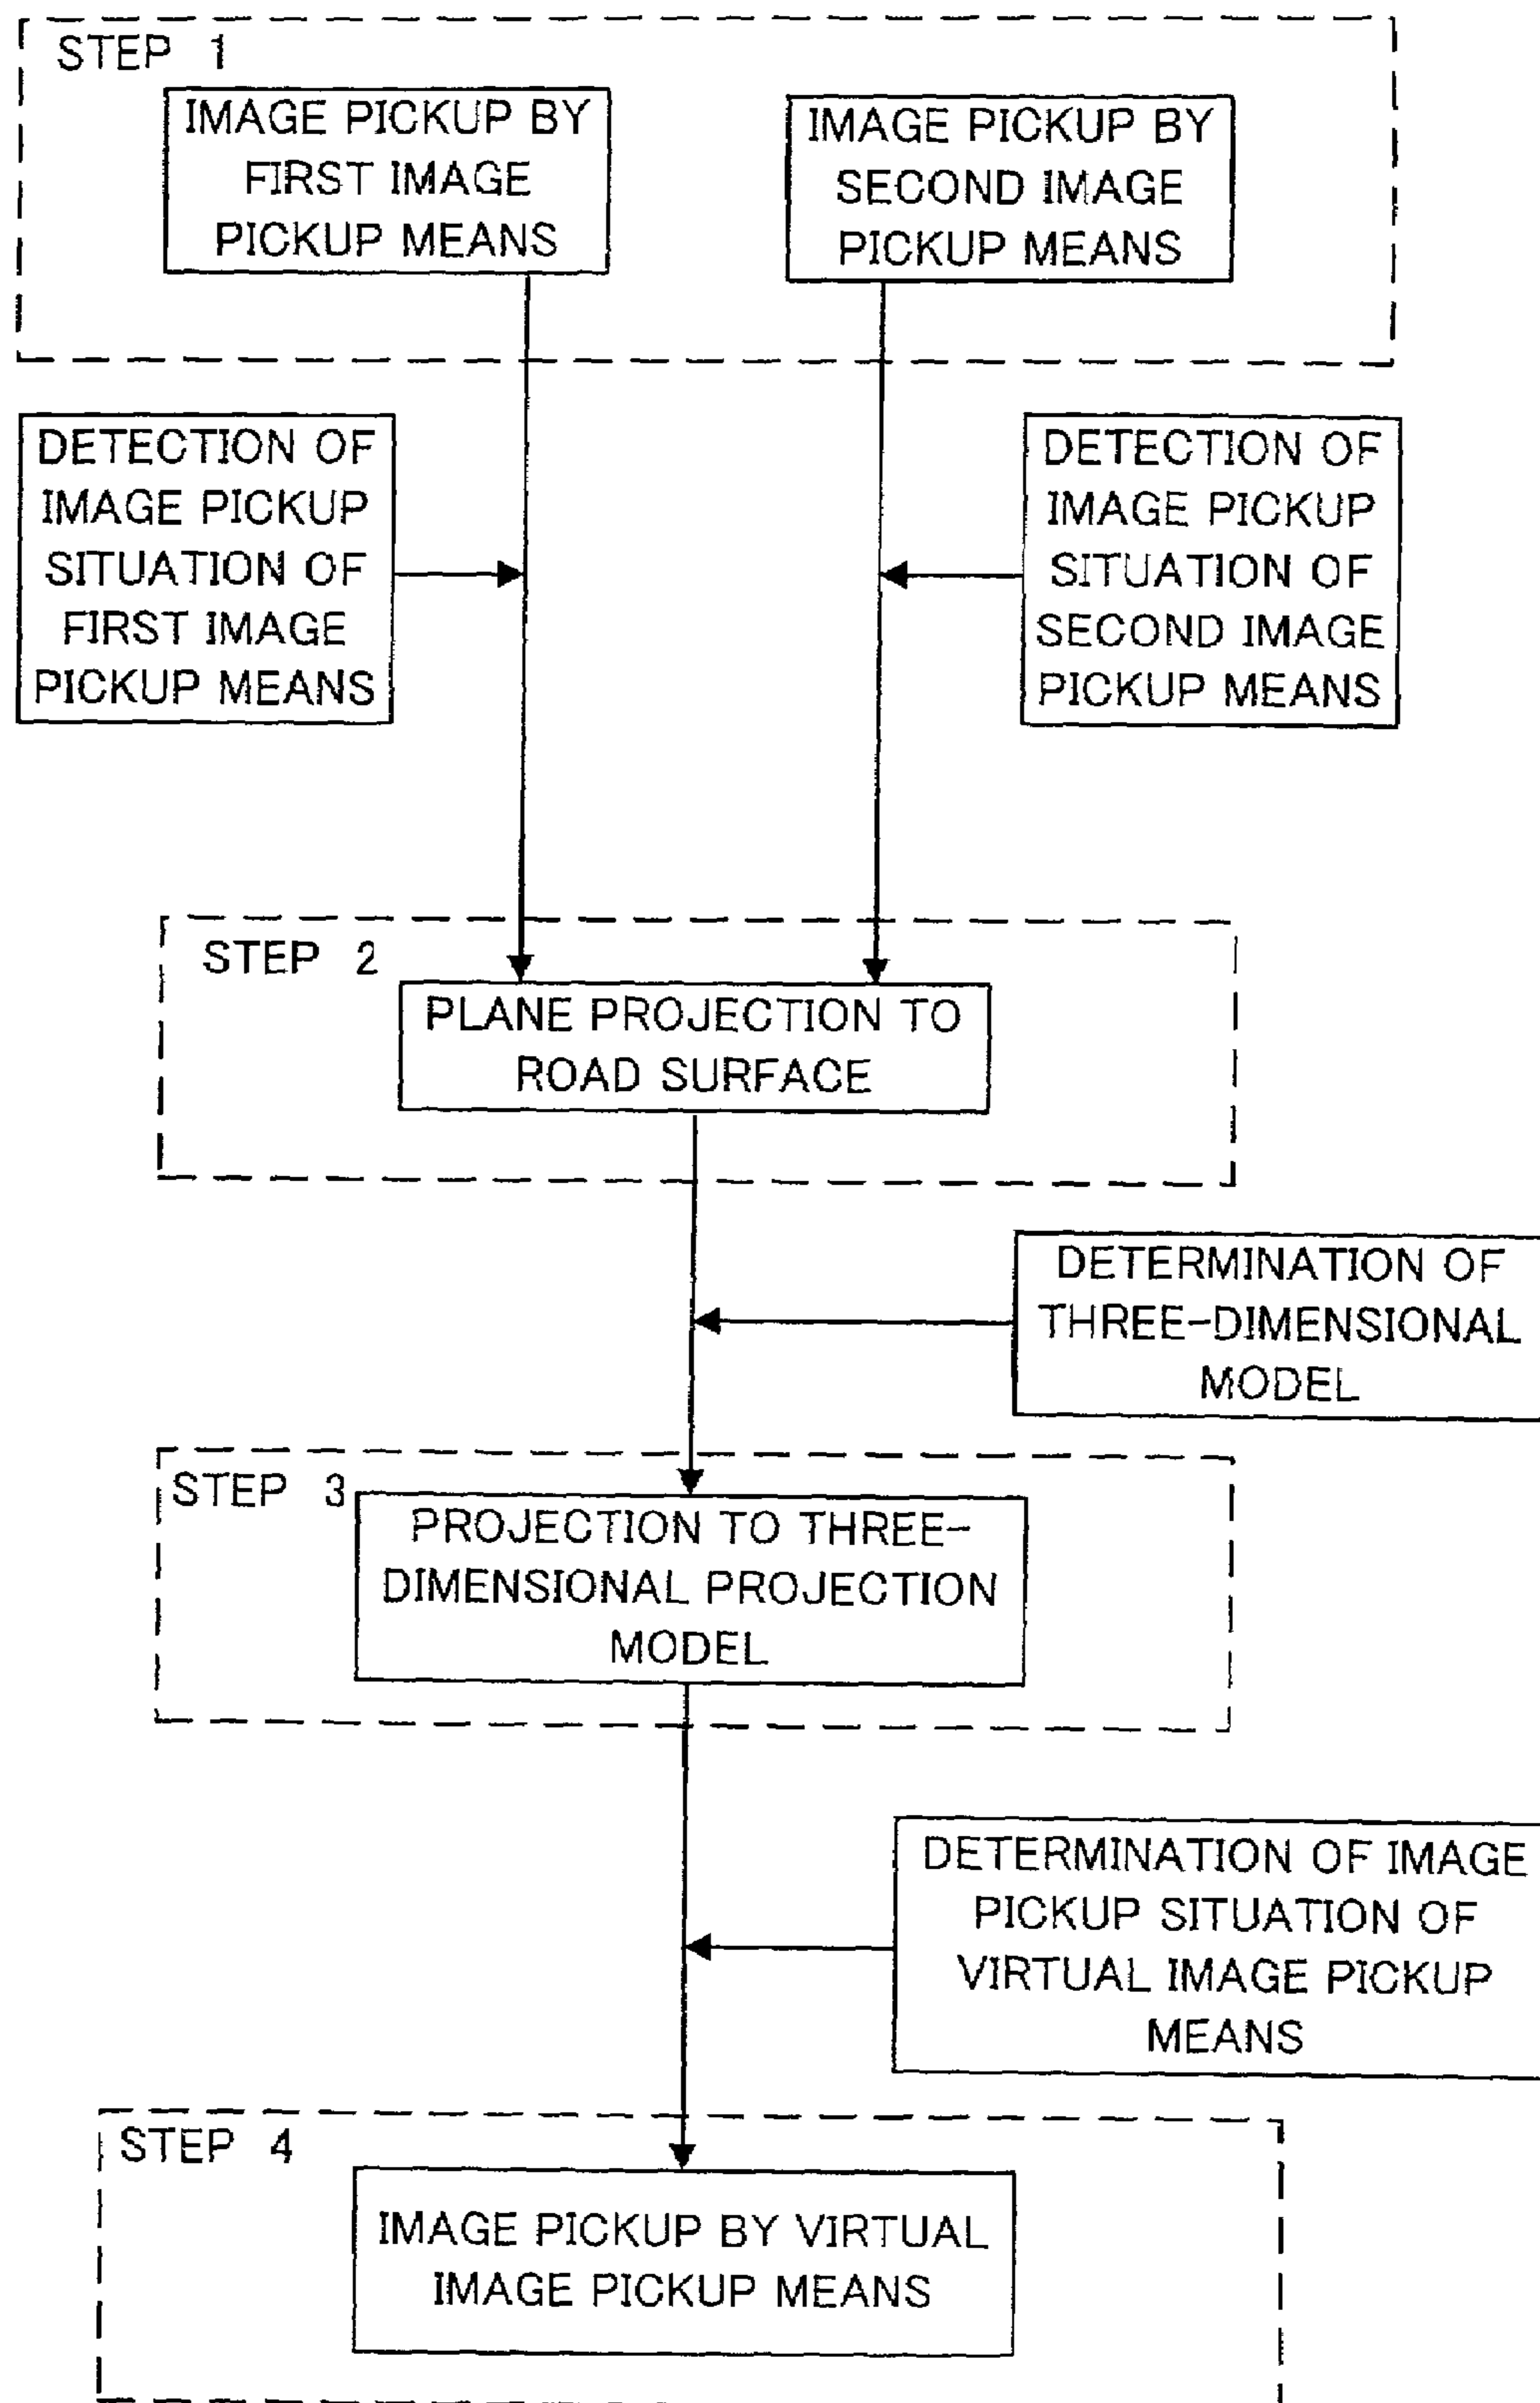 STEP 1
IMAGE PICKUP BY
FIRST IMAGE
PICKUP MEANS
IMAGE PICKUP BY
SECOND IMAGE
PICKUP MEANS
DETECTION OF
IMAGE PICKUP
SITUATION OF
FIRST IMAGE
PICKUP MEANS
DETECTION OF
IMAGE PICKUP
SITUATION OF
SECOND IMAGE
PICKUP MEANS
STEP 2
PLANE PROJECTION TO
ROAD SURFACE
DETERMINATION OF
THREE-DIMENSIONAL
MODEL
STEP 3
PROJECTION TO THREE-
DIMENSIONAL PROJECTION
MODEL
DETERMINATION OF IMAGE
PICKUP SITUATION OF
VIRTUAL IMAGE PICKUP
MEANS
STEP 4
IMAGE PICKUP BY VIRTUAL
IMAGE PICKUP MEANS